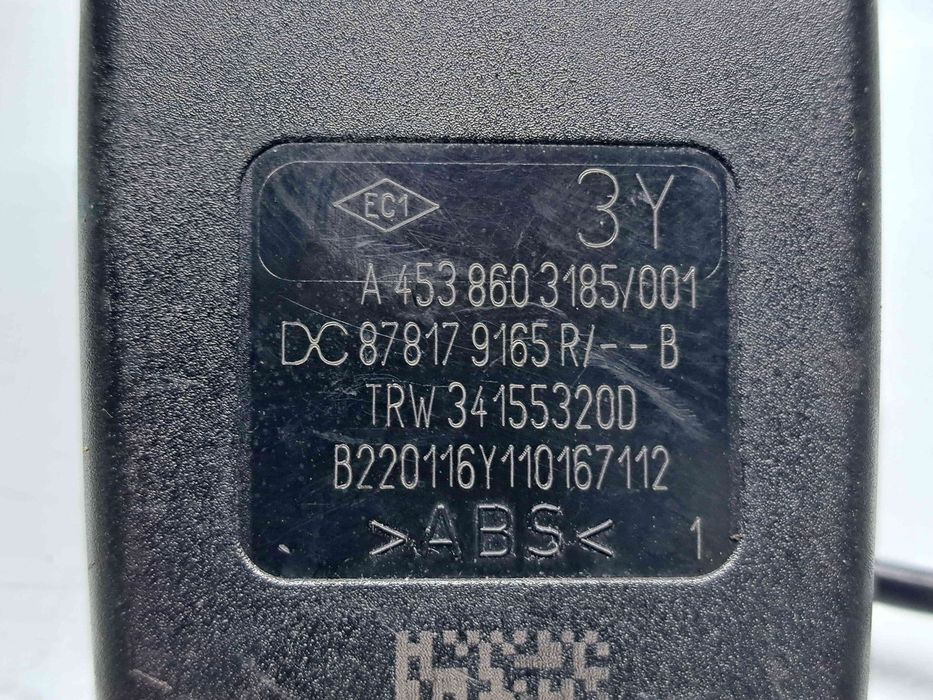 EC1
3Y
A 453 860 3185/001
DC 87817 9165 R/--B
TRW 34155320D
B220116Y110167112
>ABS<
1